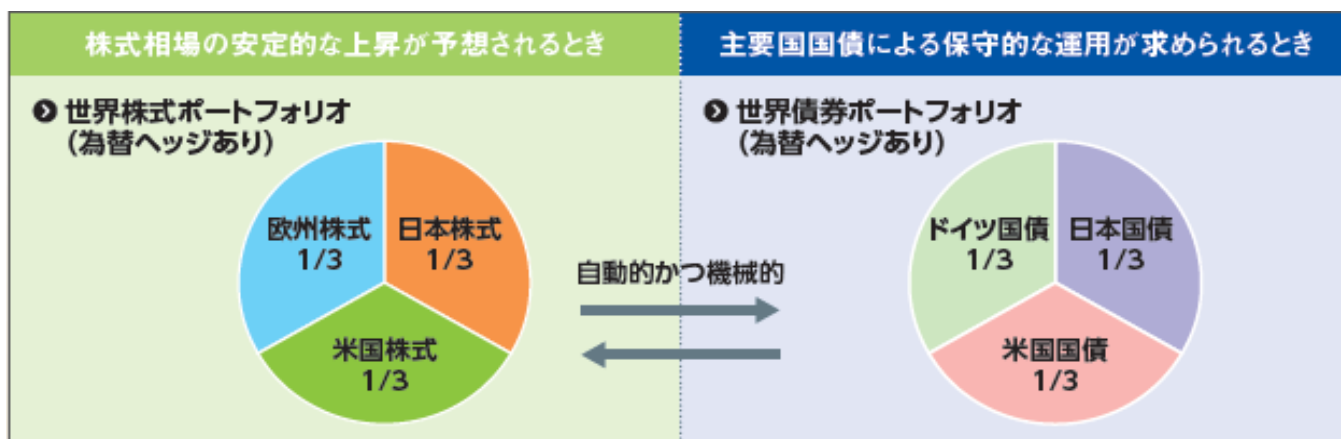 株式相場の安定的な上昇が予想されるとき
主要国国債による保守的な運用が求められるとき
世界株式ポートフォリオ
(為替ヘッジあり)
欧州株式
1/3
日本株式
1/3
米国株式
1/3
自動的かつ機械的
世界債券ポートフォリオ
(為替ヘッジあり)
ドイツ国債
1/3
日本国債
1/3
米国国債
1/3